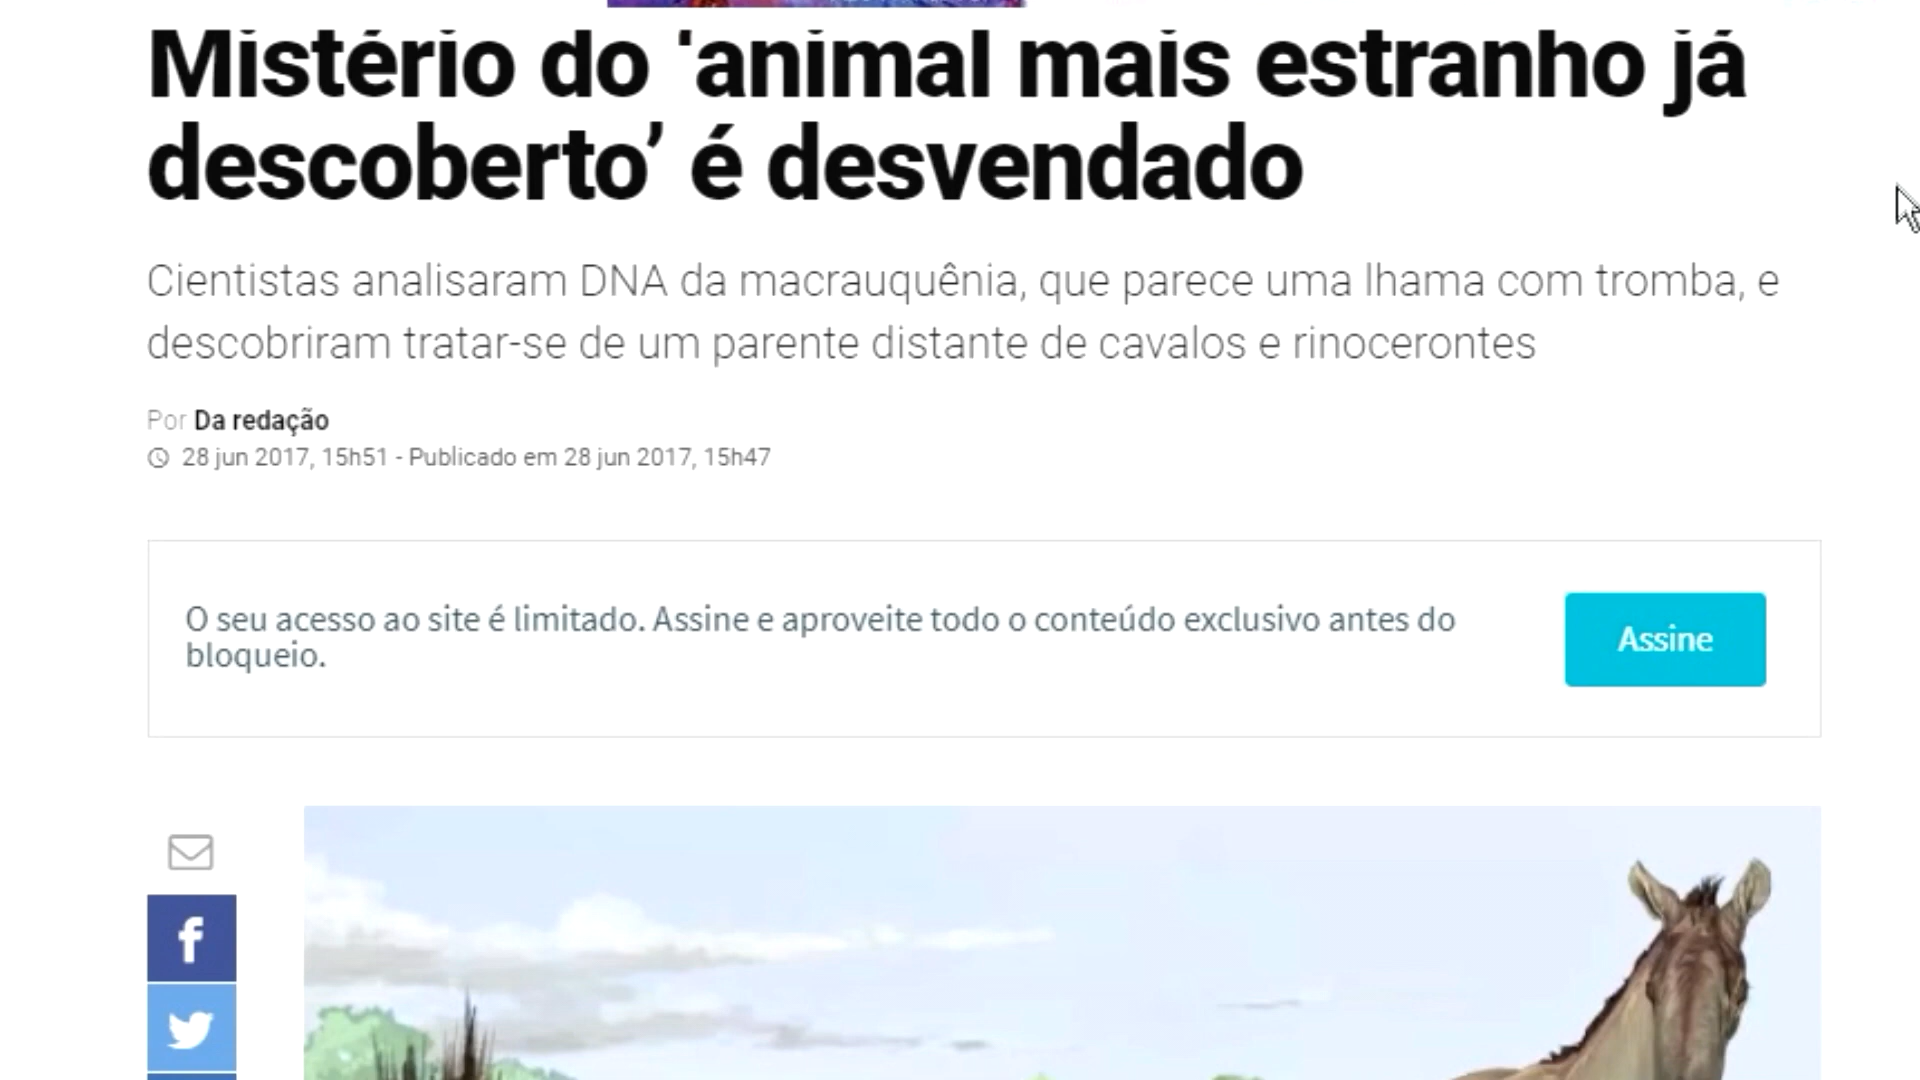 Mistério do ‘animal mais estranho já
descoberto’ é desvendado
Cientistas analisaram DNA da macrauquênia, que parece uma lhama com tromba, e
descobriram tratar-se de um parente distante de cavalos e rinocerontes
Por Da redação
28 jun 2017, 15h51 - Publicado em 28 jun 2017, 15h47
O seu acesso ao site é limitado. Assine e aproveite todo o conteúdo exclusivo antes do
bloqueio.
Assine